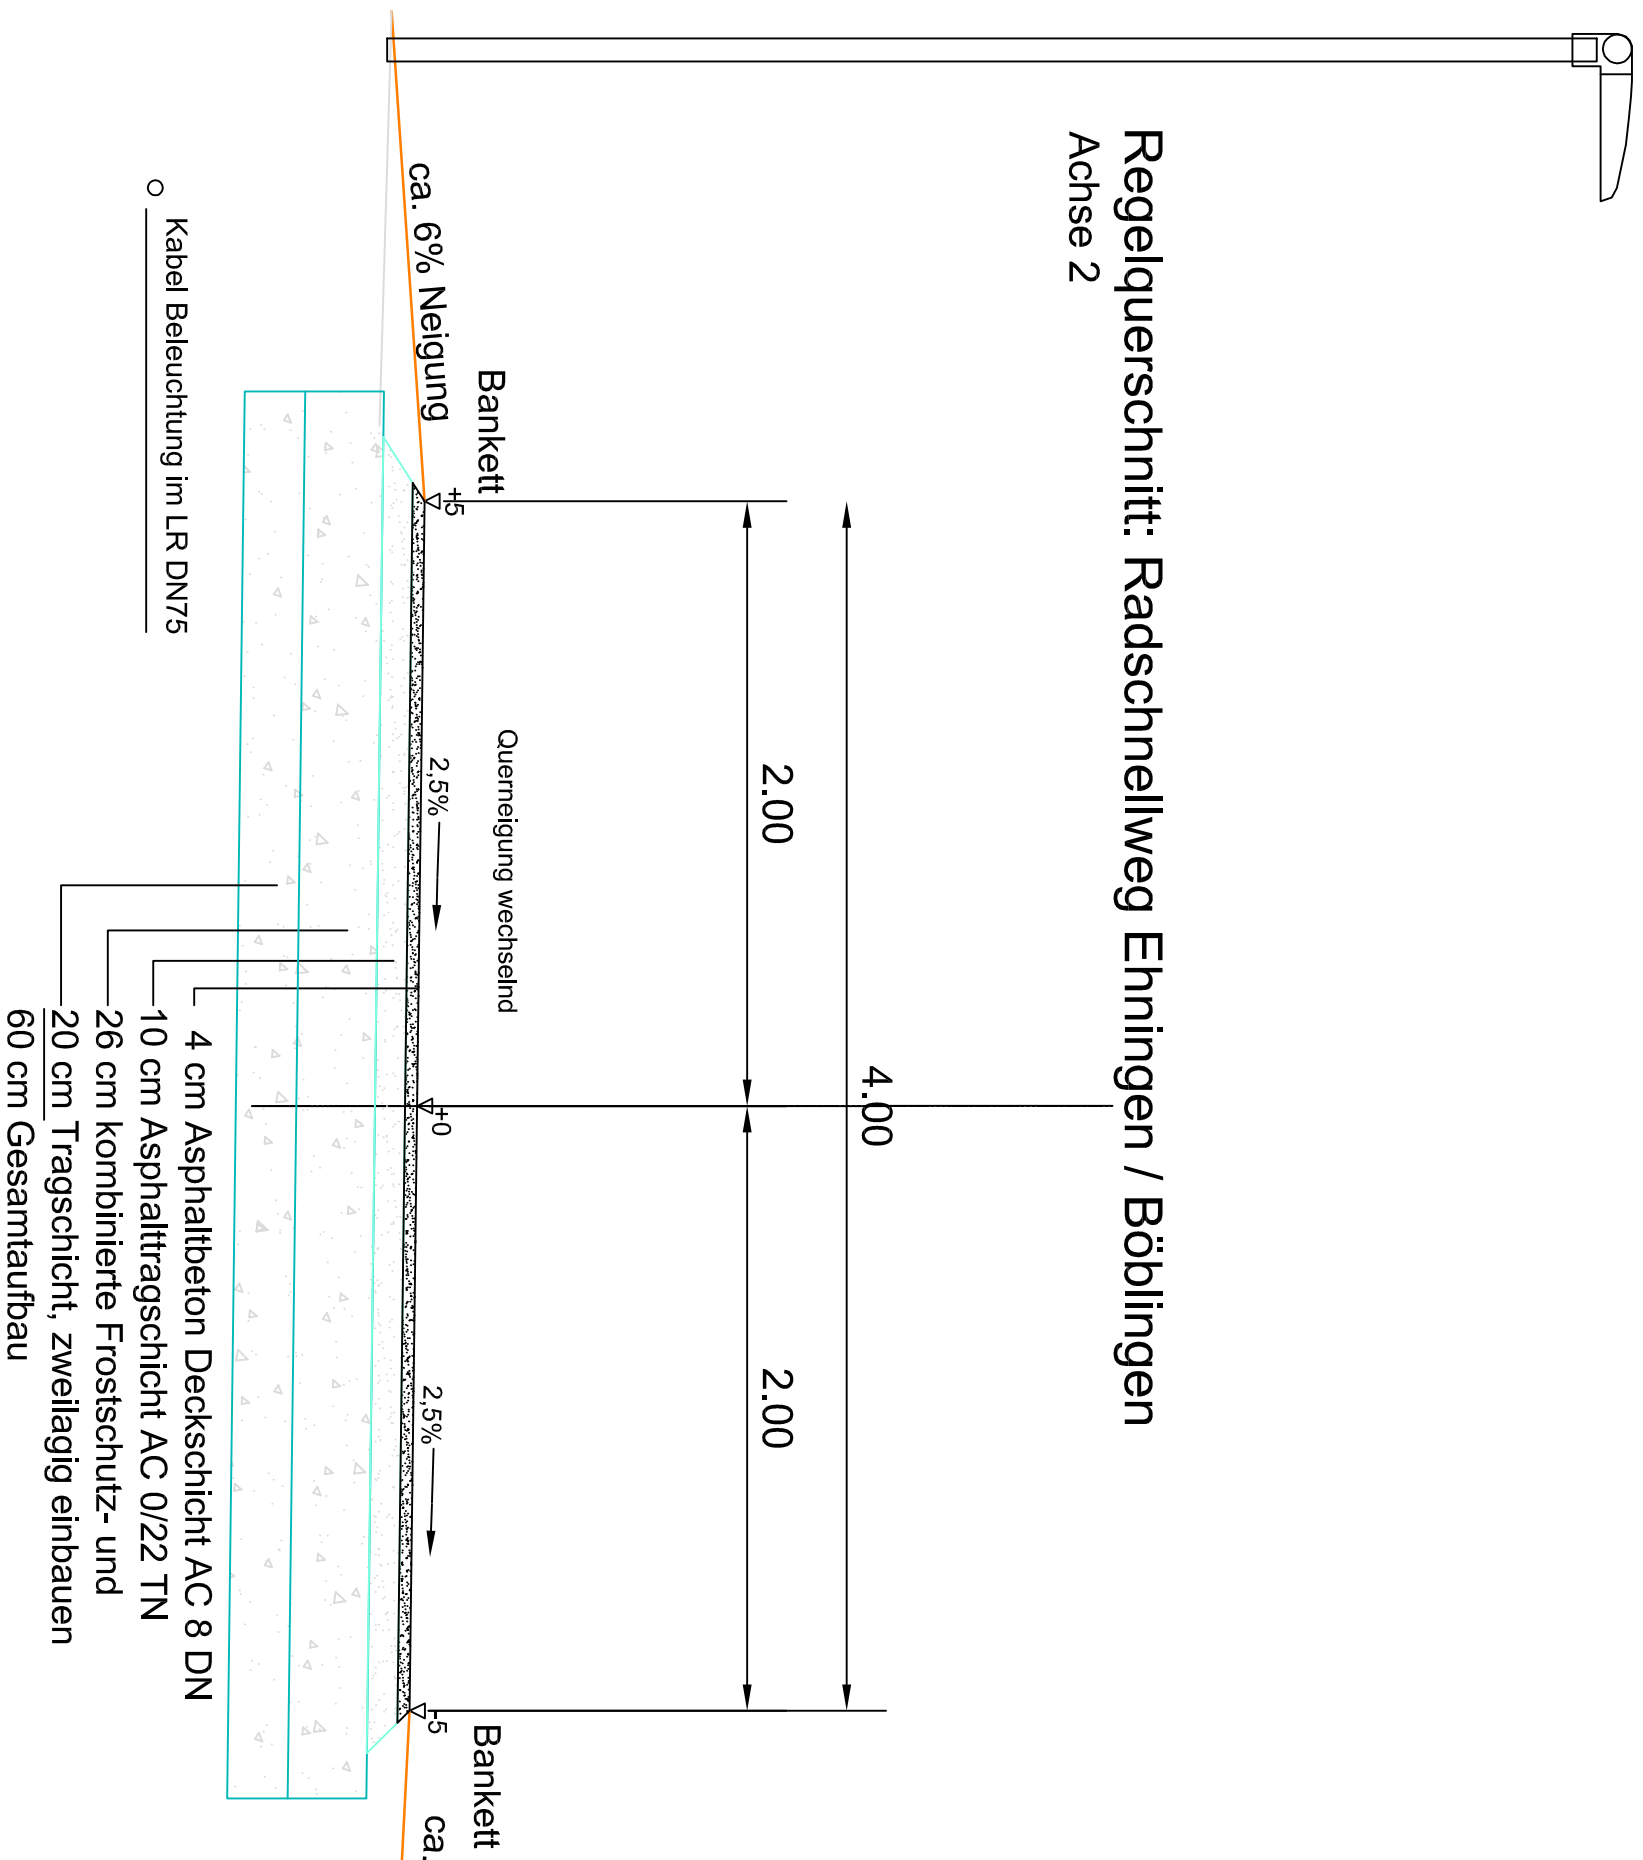 Regelquerschnitt: Radschnellweg Ehningen / Böblingen
Achse 2
4.00
2.00
2.00
Querneigung wechselnd
Bankett
Bankett
+5
+0
-5
2,5%
2,5%
ca. 6% Neigung
ca.
Kabel Beleuchtung im LR DN75
4 cm Asphaltbeton Deckschicht AC 8 DN
10 cm Asphalttragschicht AC 0/22 TN
26 cm kombinierte Frostschutz- und
20 cm Tragschicht, zweilagig einbauen
60 cm Gesamtaufbau